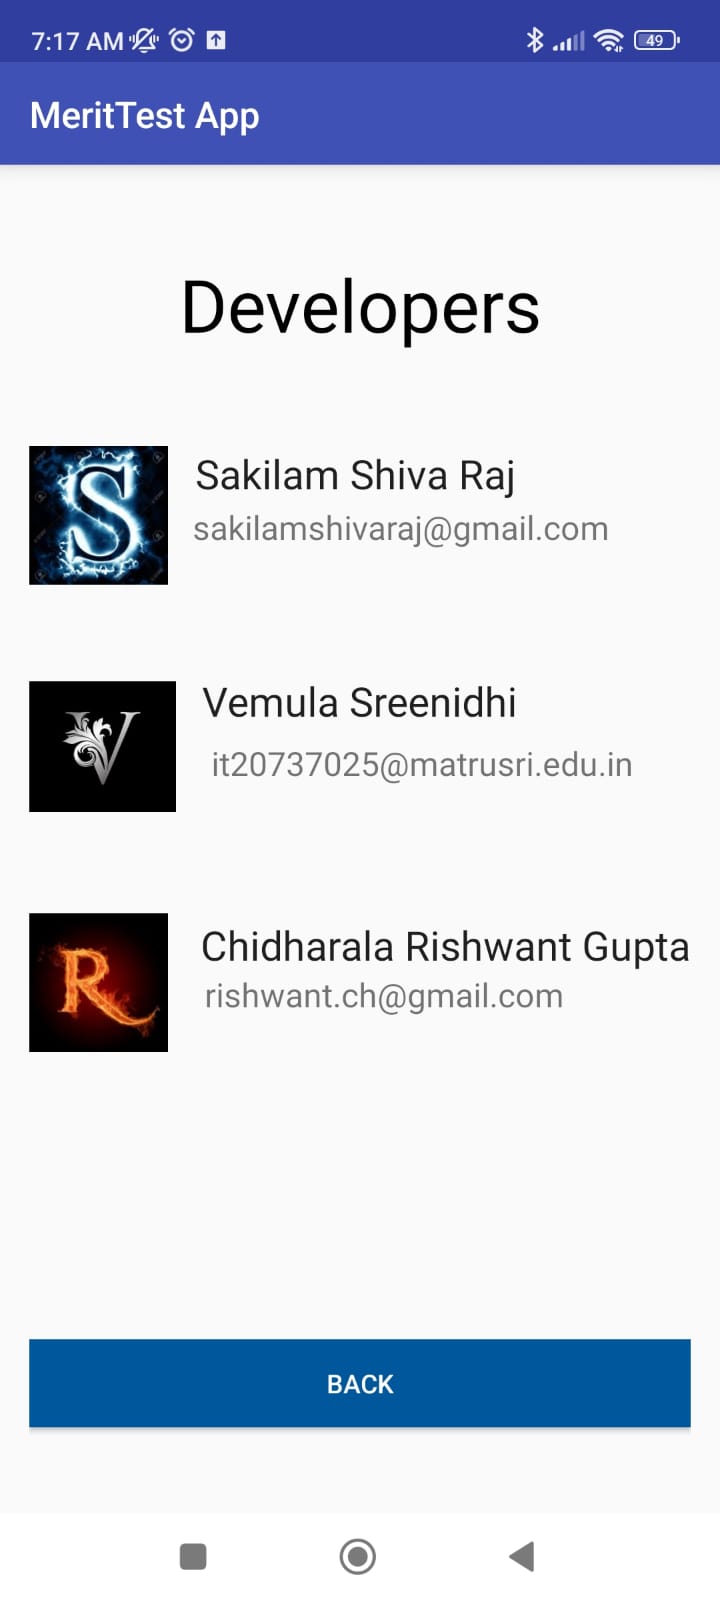 7:17 AM
49
MeritTest App
Developers
S
Sakilam Shiva Raj
sakilamshivaraj@gmail.com
V
Vemula Sreenidhi
it20737025@matrusri.edu.in
R
Chidharala Rishwant Gupta
rishwant.ch@gmail.com
BACK